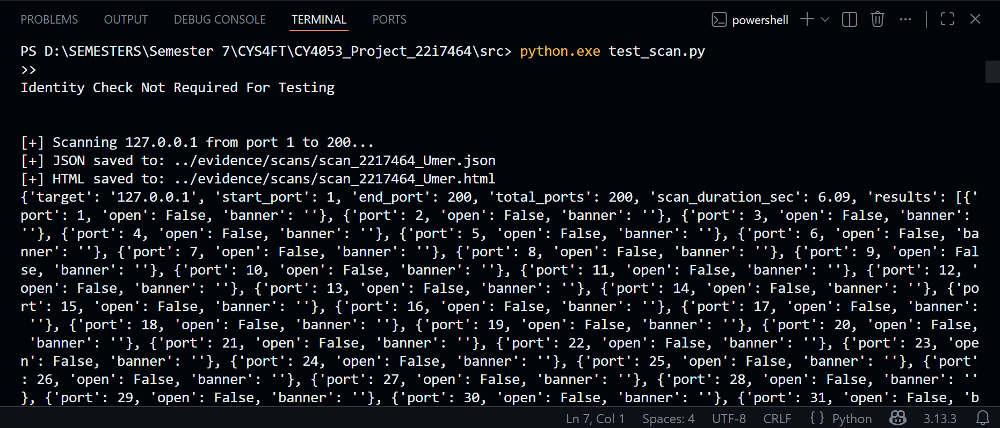 PROBLEMS OUTPUT DEBUG CONSOLE TERMINAL PORTS powershell
PS D:\SEMESTERS\Semester 7\CYS4FT\CY4053_Project_22i7464\src> python.exe test_scan.py
>>
Identity Check Not Required For Testing
[+] Scanning 127.0.0.1 from port 1 to 200...
[+] JSON saved to: ../evidence/scans/scan_2217464_Umer.json
[+] HTML saved to: ../evidence/scans/scan_2217464_Umer.html
{'target': '127.0.0.1', 'start_port': 1, 'end_port': 200, 'total_ports': 200, 'scan_duration_sec': 6.09, 'results': [{'
port': 1, 'open': False, 'banner': ''}, {'port': 2, 'open': False, 'banner': ''}, {'port': 3, 'open': False, 'banner':
''}, {'port': 4, 'open': False, 'banner': ''}, {'port': 5, 'open': False, 'banner': ''}, {'port': 6, 'open': False, 'ba
nner': ''}, {'port': 7, 'open': False, 'banner': ''}, {'port': 8, 'open': False, 'banner': ''}, {'port': 9, 'open': Fal
se, 'banner': ''}, {'port': 10, 'open': False, 'banner': ''}, {'port': 11, 'open': False, 'banner': ''}, {'port': 12, '
open': False, 'banner': ''}, {'port': 13, 'open': False, 'banner': ''}, {'port': 14, 'open': False, 'banner': ''}, {'po
rt': 15, 'open': False, 'banner': ''}, {'port': 16, 'open': False, 'banner': ''}, {'port': 17, 'open': False, 'banner':
 ''}, {'port': 18, 'open': False, 'banner': ''}, {'port': 19, 'open': False, 'banner': ''}, {'port': 20, 'open': False,
 'banner': ''}, {'port': 21, 'open': False, 'banner': ''}, {'port': 22, 'open': False, 'banner': ''}, {'port': 23, 'ope
n': False, 'banner': ''}, {'port': 24, 'open': False, 'banner': ''}, {'port': 25, 'open': False, 'banner': ''}, {'port'
: 26, 'open': False, 'banner': ''}, {'port': 27, 'open': False, 'banner': ''}, {'port': 28, 'open': False, 'banner': ''
}, {'port': 29, 'open': False, 'banner': ''}, {'port': 30, 'open': False, 'banner': ''}, {'port': 31, 'open': False, 'b
Ln 7, Col 1 Spaces: 4 UTF-8 CRLF { } Python 3.13.3